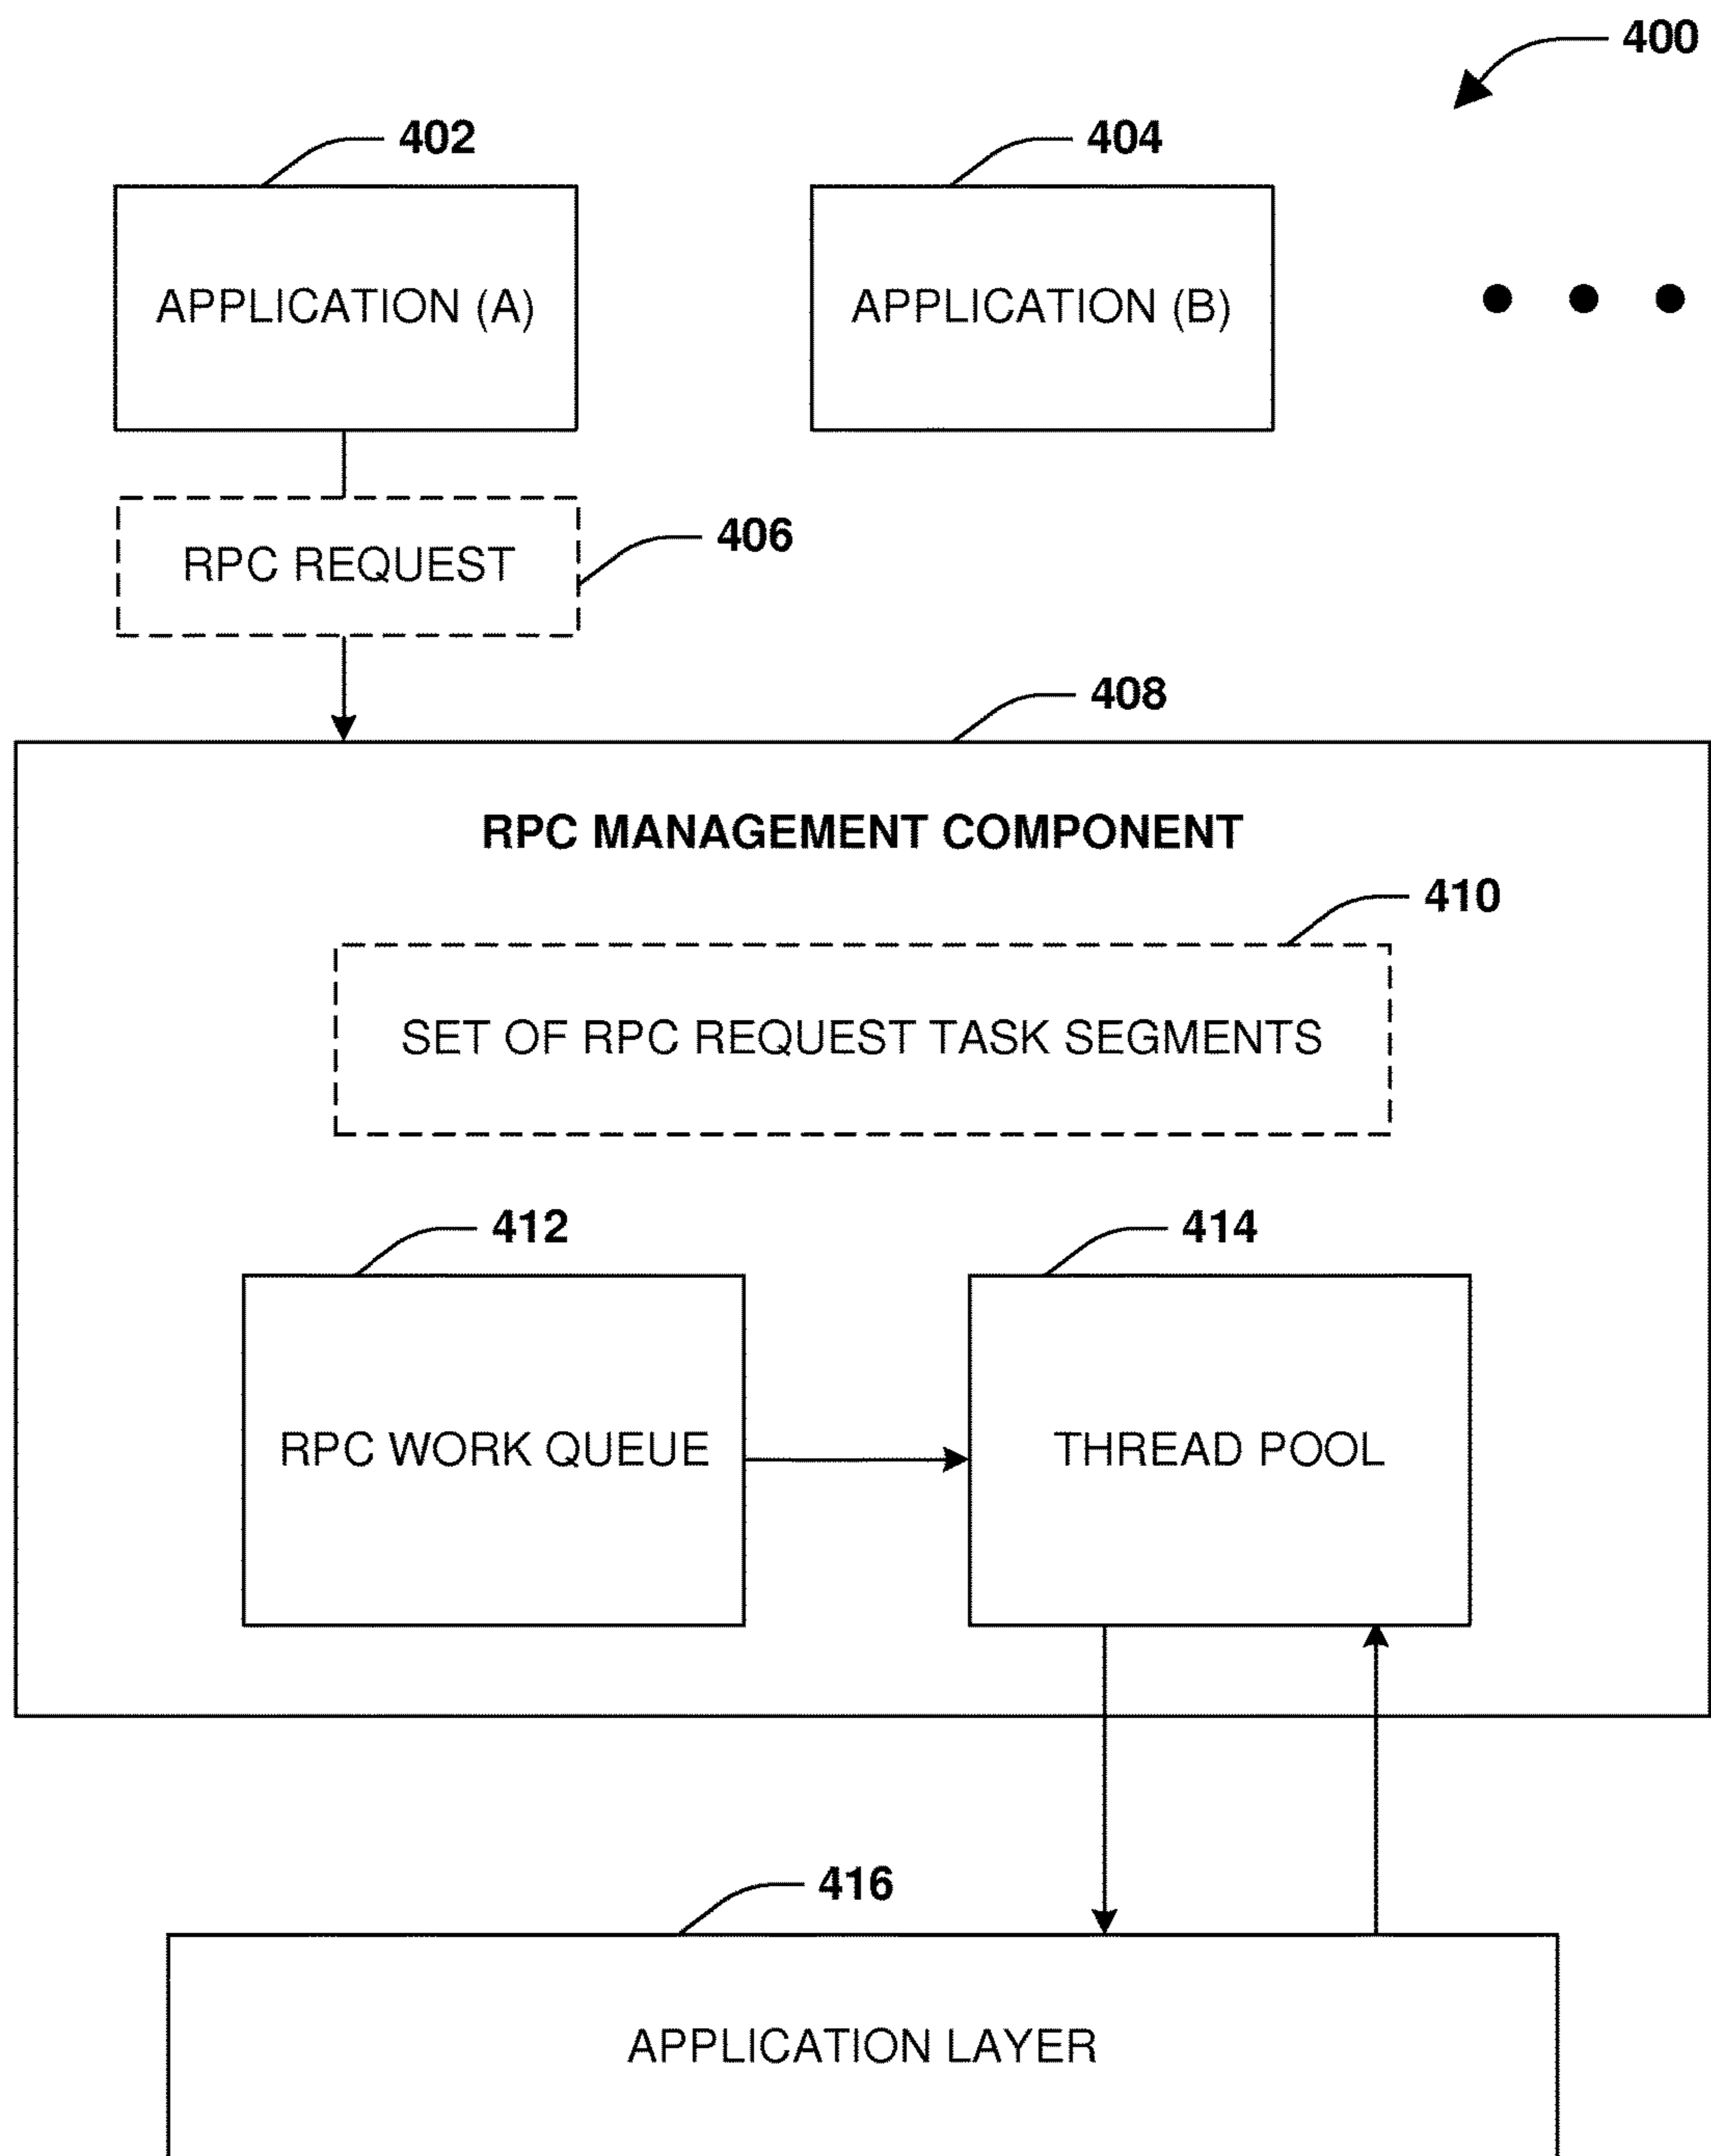 400
402
404
APPLICATION (A)
APPLICATION (B)
RPC REQUEST
406
408
RPC MANAGEMENT COMPONENT
410
SET OF RPC REQUEST TASK SEGMENTS
412
414
RPC WORK QUEUE
THREAD POOL
416
APPLICATION LAYER